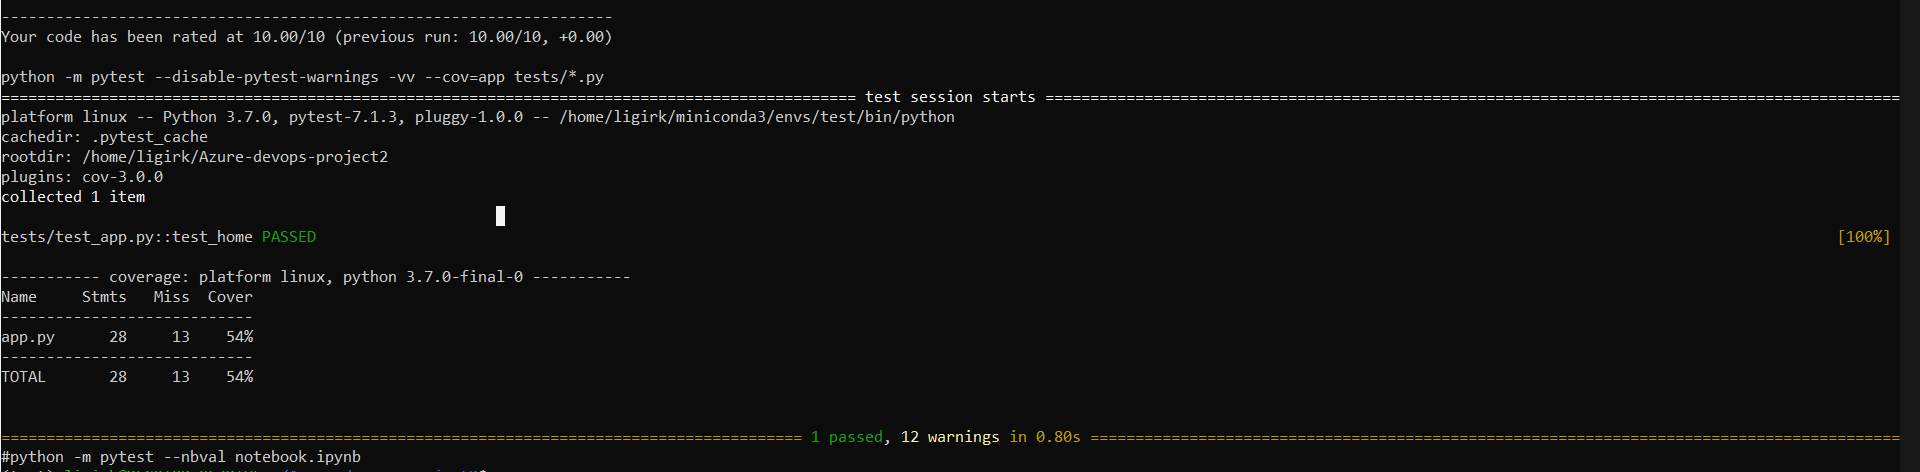 --------------------------------------------------------------------
Your code has been rated at 10.00/10 (previous run: 10.00/10, +0.00)
python -m pytest --disable-pytest-warnings -vv --cov=app tests/*.py
=============================================================================================== test session starts ===============================================================================================
platform linux -- Python 3.7.0, pytest-7.1.3, pluggy-1.0.0 -- /home/ligirk/miniconda3/envs/test/bin/python
cachedir: .pytest_cache
rootdir: /home/ligirk/Azure-devops-project2
plugins: cov-3.0.0
collected 1 item
tests/test_app.py::test_home PASSED [100%]
----------- coverage: platform linux, python 3.7.0-final-0 -----------
Name     Stmts   Miss  Cover
----------------------------
app.py      28     13    54%
----------------------------
TOTAL       28     13    54%
========================================================================================= 1 passed, 12 warnings in 0.80s ==========================================================================================
#python -m pytest --nbval notebook.ipynb